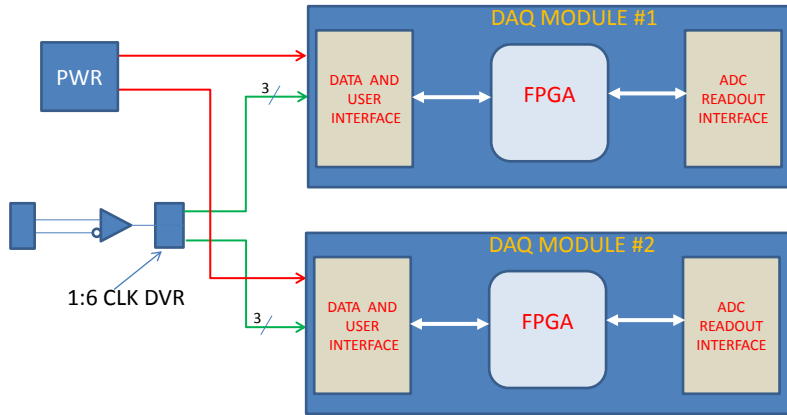 DAQ MODULE #1
PWR
DATA AND
USER
INTERFACE
FPGA
ADC
READOUT
INTERFACE
3
1:6 CLK DVR
DAQ MODULE #2
DATA AND
USER
INTERFACE
FPGA
ADC
READOUT
INTERFACE
3